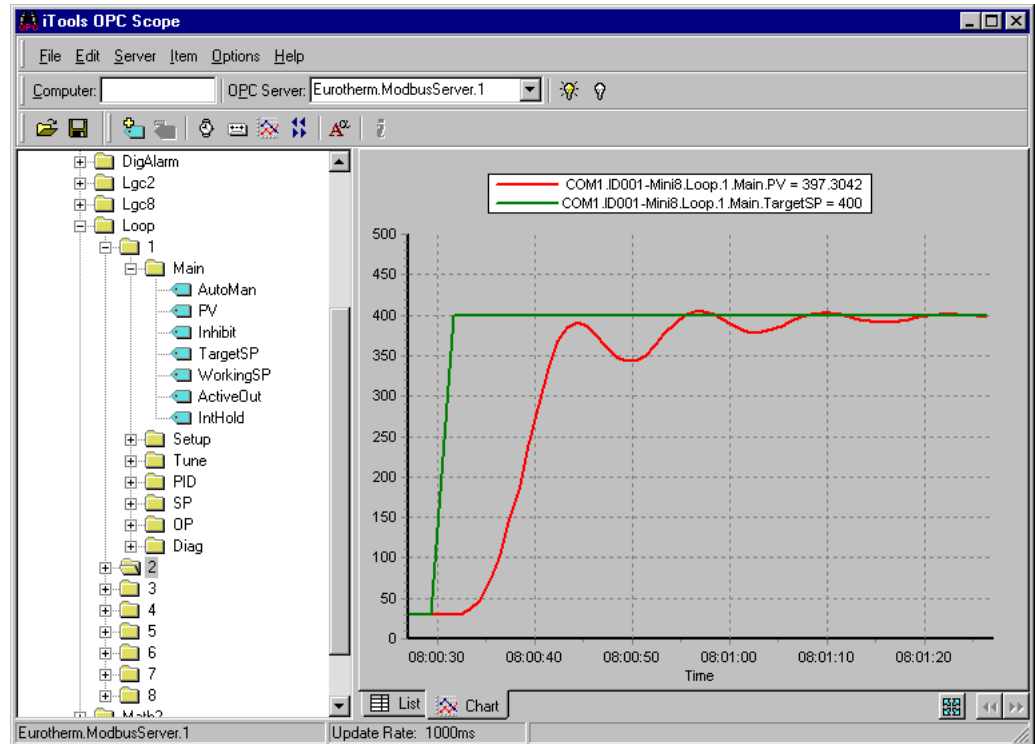 iTools OPC Scope
File Edit Server Item Options Help
Computer: OPC Server: Eurotherm.ModbusServer.1
DigAlarm
Lgc2
Lgc8
Loop
1
Main
AutoMan
PV
Inhibit
TargetSP
WorkingSP
ActiveOut
IntHold
Setup
Tune
PID
SP
OP
Diag
2
3
4
5
6
7
8
Math2
COM1.ID001-Mini8.Loop.1.Main.PV = 397.3042
COM1.ID001-Mini8.Loop.1.Main.TargetSP = 400
500
450
400
350
300
250
200
150
100
50
0
08:00:30 08:00:40 08:00:50 08:01:00 08:01:10 08:01:20
Time
List Chart
Eurotherm.ModbusServer.1 Update Rate: 1000ms